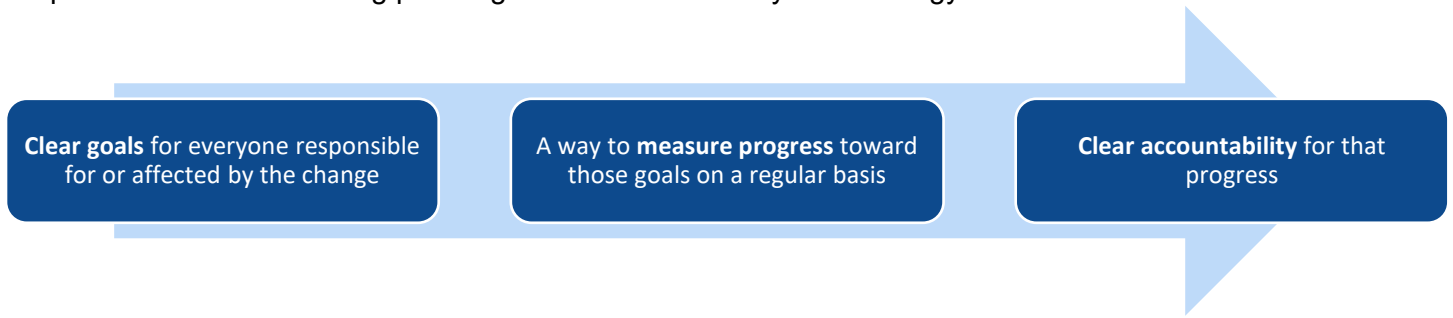 Clear goals for everyone responsible
for or affected by the change
A way to measure progress toward
those goals on a regular basis
Clear accountability for that
progress